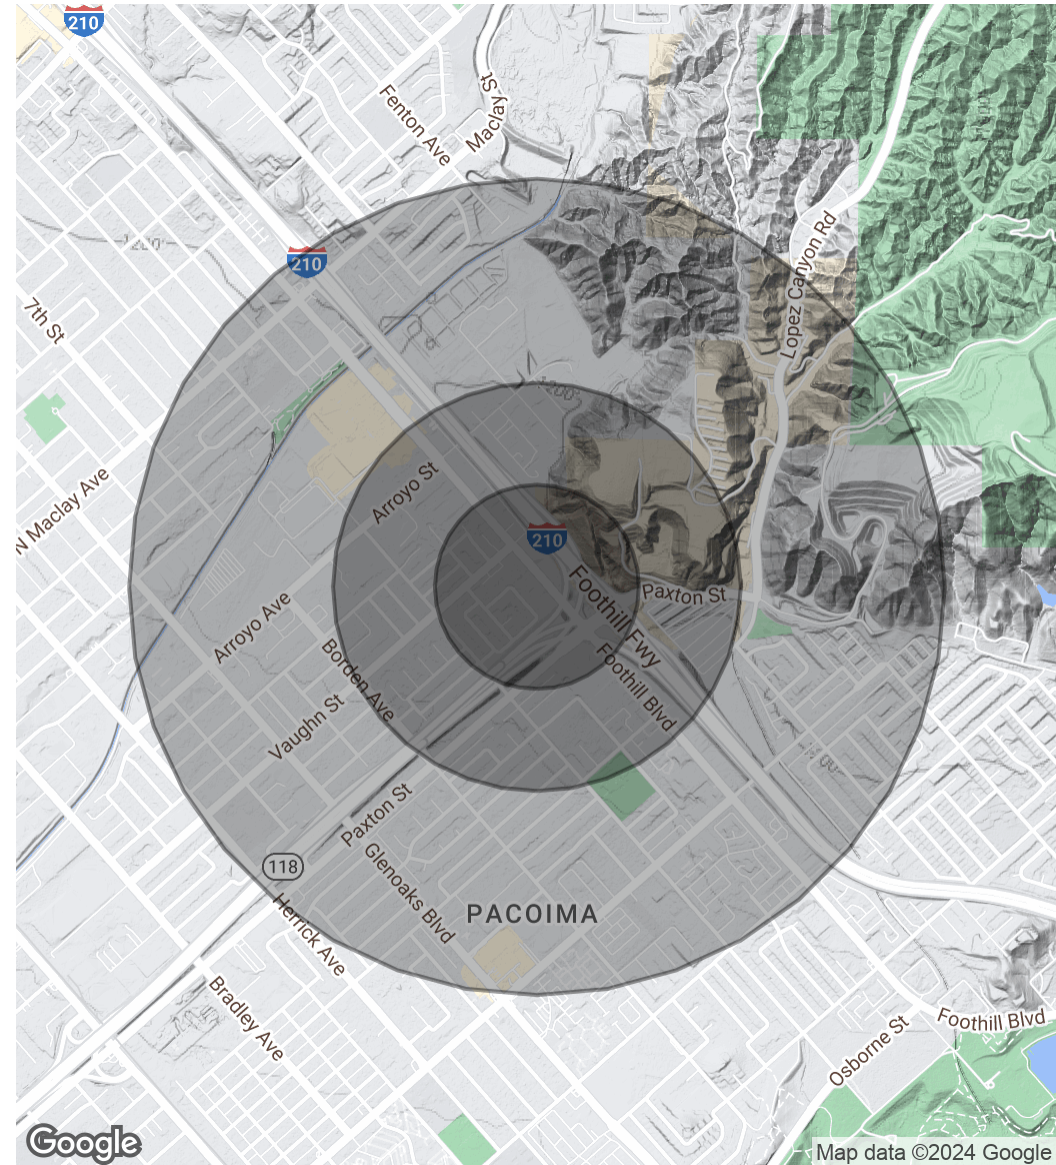 210
Fenton Ave
Maclay St
1200'
210
Lopez Canyon Rd
7th St
1200'
N Maclay Ave
Arroyo St
210
Foothill Fwy
Paxton St
Arroyo Ave
Borden Ave
Foothill Blvd
Vaughn St
Paxton St
118
Glenoaks Blvd
PACOIMA
Herrick Ave
Bradley Ave
Foothill Blvd
Osborne St
Google
Map data ©2024 Google